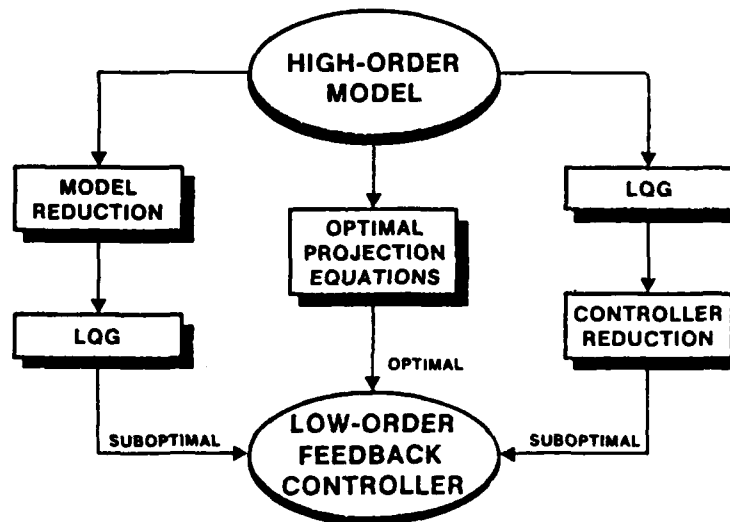 HIGH-ORDER
MODEL
MODEL
REDUCTION
LQG
OPTIMAL
PROJECTION
EQUATIONS
LQG
CONTROLLER
REDUCTION
OPTIMAL
SUBOPTIMAL
SUBOPTIMAL
LOW-ORDER
FEEDBACK
CONTROLLER